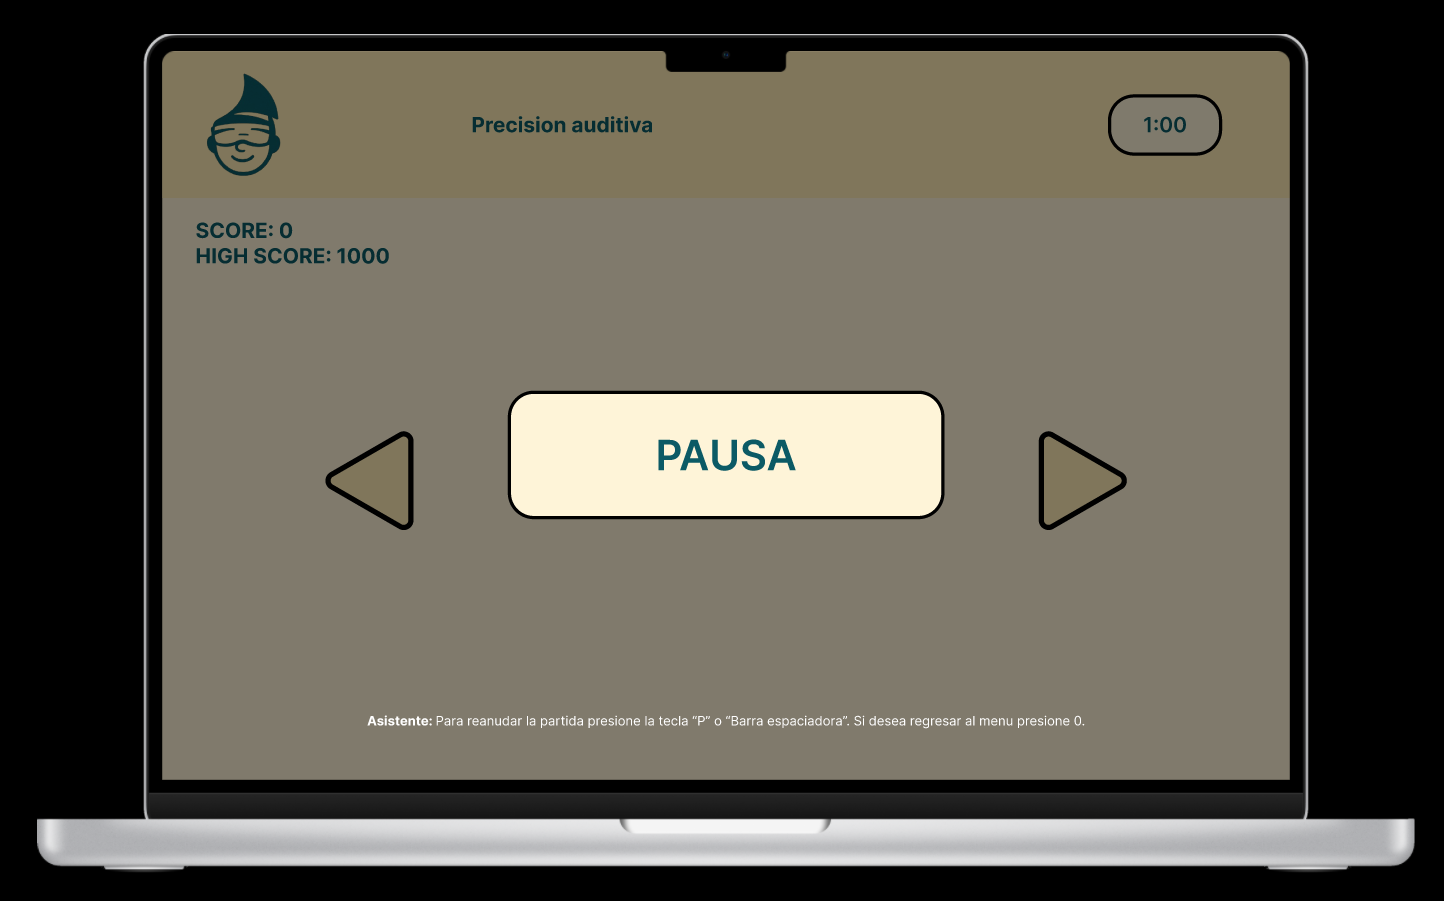 Precision auditiva
1:00
SCORE: 0
HIGH SCORE: 1000
PAUSA
Asistente: Para reanudar la partida presione la tecla “P” o “Barra espaciadora”. Si desea regresar al menu presione 0.